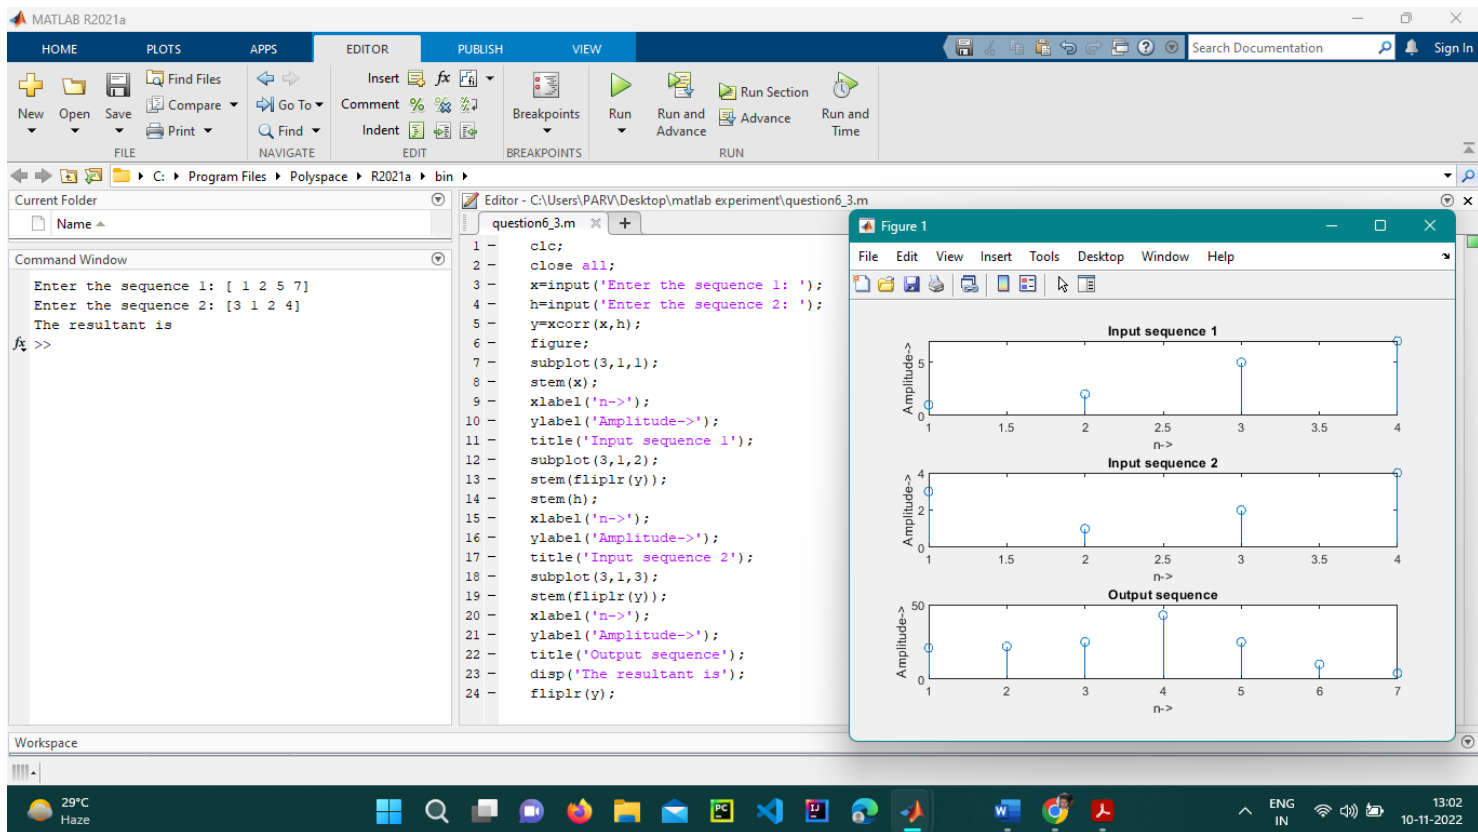 MATLAB R2021a
HOME PLOTS APPS EDITOR PUBLISH VIEW
Search Documentation Sign In
New Open Save Find Files Compare Print
FILE
Go To Find
NAVIGATE
Insert fx
Comment
Indent
EDIT
Breakpoints
BREAKPOINTS
Run Run and Advance Run Section Advance Run and Time
RUN
C: Program Files Polyspace R2021a bin
Current Folder
Name
Command Window
Enter the sequence 1: [ 1 2 5 7]
Enter the sequence 2: [3 1 2 4]
The resultant is
fx >>
Editor - C:\Users\PARV\Desktop\matlab experiment\question6_3.m
question6_3.m +
1 - clc;
2 - close all;
3 - x=input('Enter the sequence 1: ');
4 - h=input('Enter the sequence 2: ');
5 - y=xcorr(x,h);
6 - figure;
7 - subplot(3,1,1);
8 - stem(x);
9 - xlabel('n->');
10 - ylabel('Amplitude->');
11 - title('Input sequence 1');
12 - subplot(3,1,2);
13 - stem(fliplr(y));
14 - stem(h);
15 - xlabel('n->');
16 - ylabel('Amplitude->');
17 - title('Input sequence 2');
18 - subplot(3,1,3);
19 - stem(fliplr(y));
20 - xlabel('n->');
21 - ylabel('Amplitude->');
22 - title('Output sequence');
23 - disp('The resultant is');
24 - fliplr(y);
Figure 1
File Edit View Insert Tools Desktop Window Help
Input sequence 1
Amplitude->
5
0
1 1.5 2 2.5 3 3.5 4
n->
Input sequence 2
Amplitude->
4
2
0
1 1.5 2 2.5 3 3.5 4
n->
Output sequence
Amplitude->
50
0
1 2 3 4 5 6 7
n->
Workspace
29°C
Haze
PC
IJ
W
ENG
IN
13:02
10-11-2022